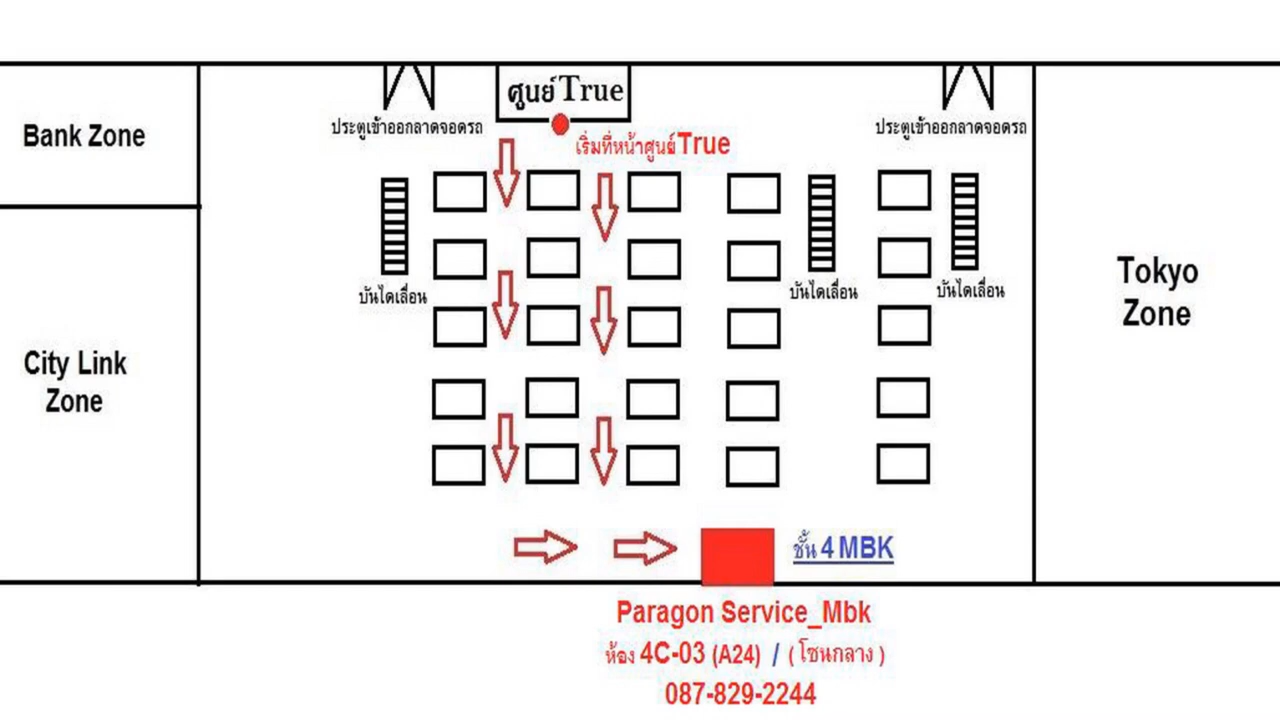 ศูนย์True
ประตูเข้าออกลาดจอดรถ
ประตูเข้าออกลาดจอดรถ
Bank Zone
เริ่มที่หน้าศูนย์True
บันไดเลื่อน
บันไดเลื่อน
บันไดเลื่อน
Tokyo
Zone
City Link
Zone
ชั้น 4 MBK
Paragon Service_Mbk
ห้อง 4C-03 (A24) / ( โซนกลาง )
087-829-2244